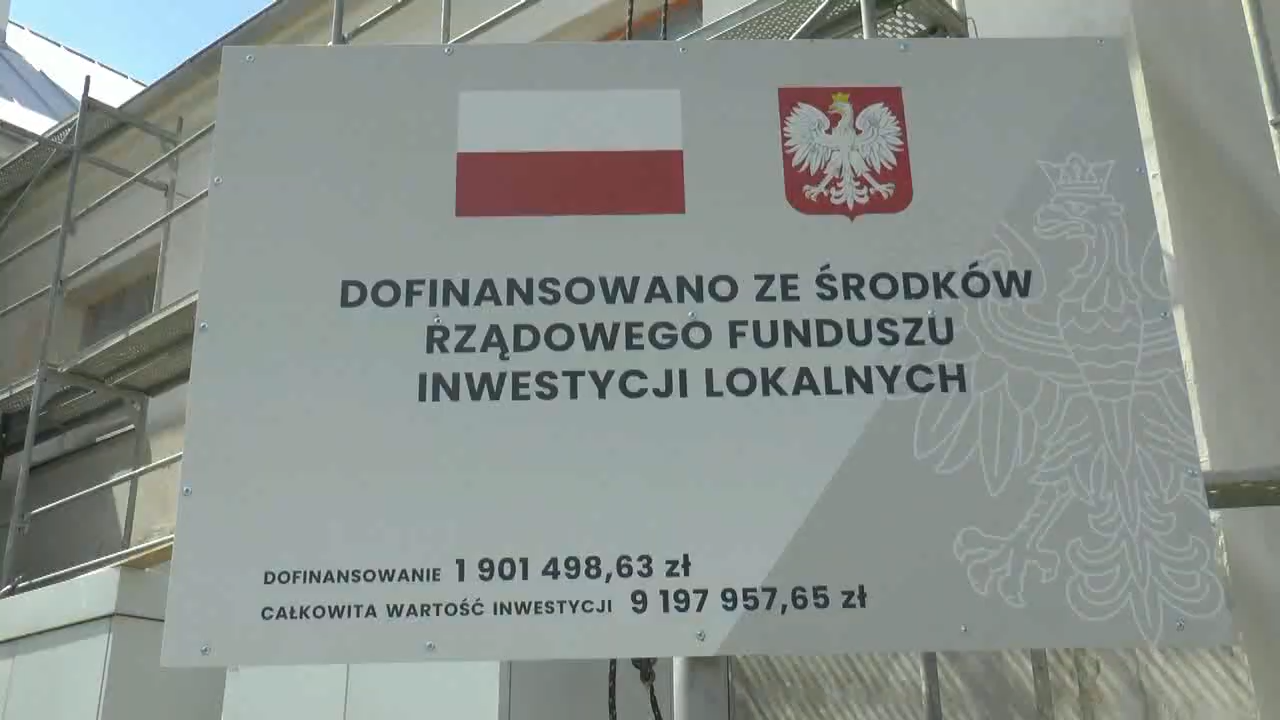 DOFINANSOWANO ZE ŚRODKÓW
RZĄDOWEGO FUNDUSZU
INWESTYCJI LOKALNYCH
DOFINANSOWANIE 1 901 498,63 zł
CAŁKOWITA WARTOŚĆ INWESTYCJI 9 197 957,65 zł